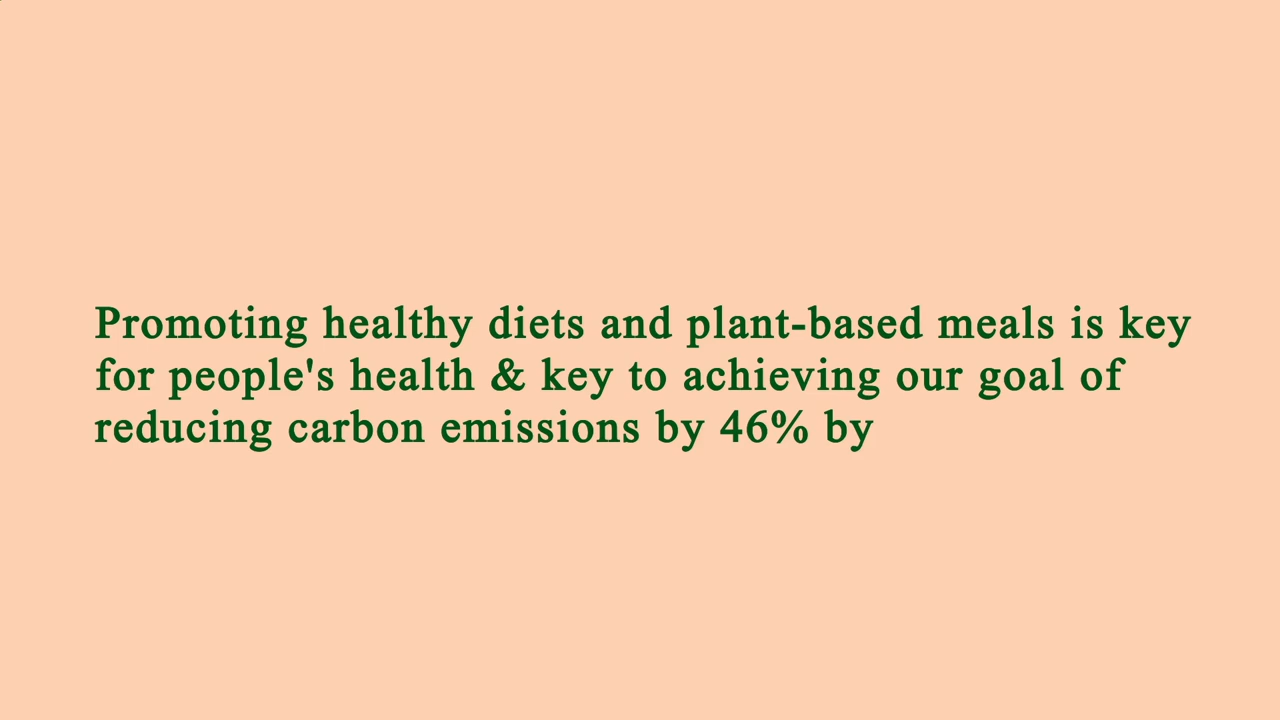 Promoting healthy diets and plant-based meals is key
for people's health & key to achieving our goal of
reducing carbon emissions by 46% by